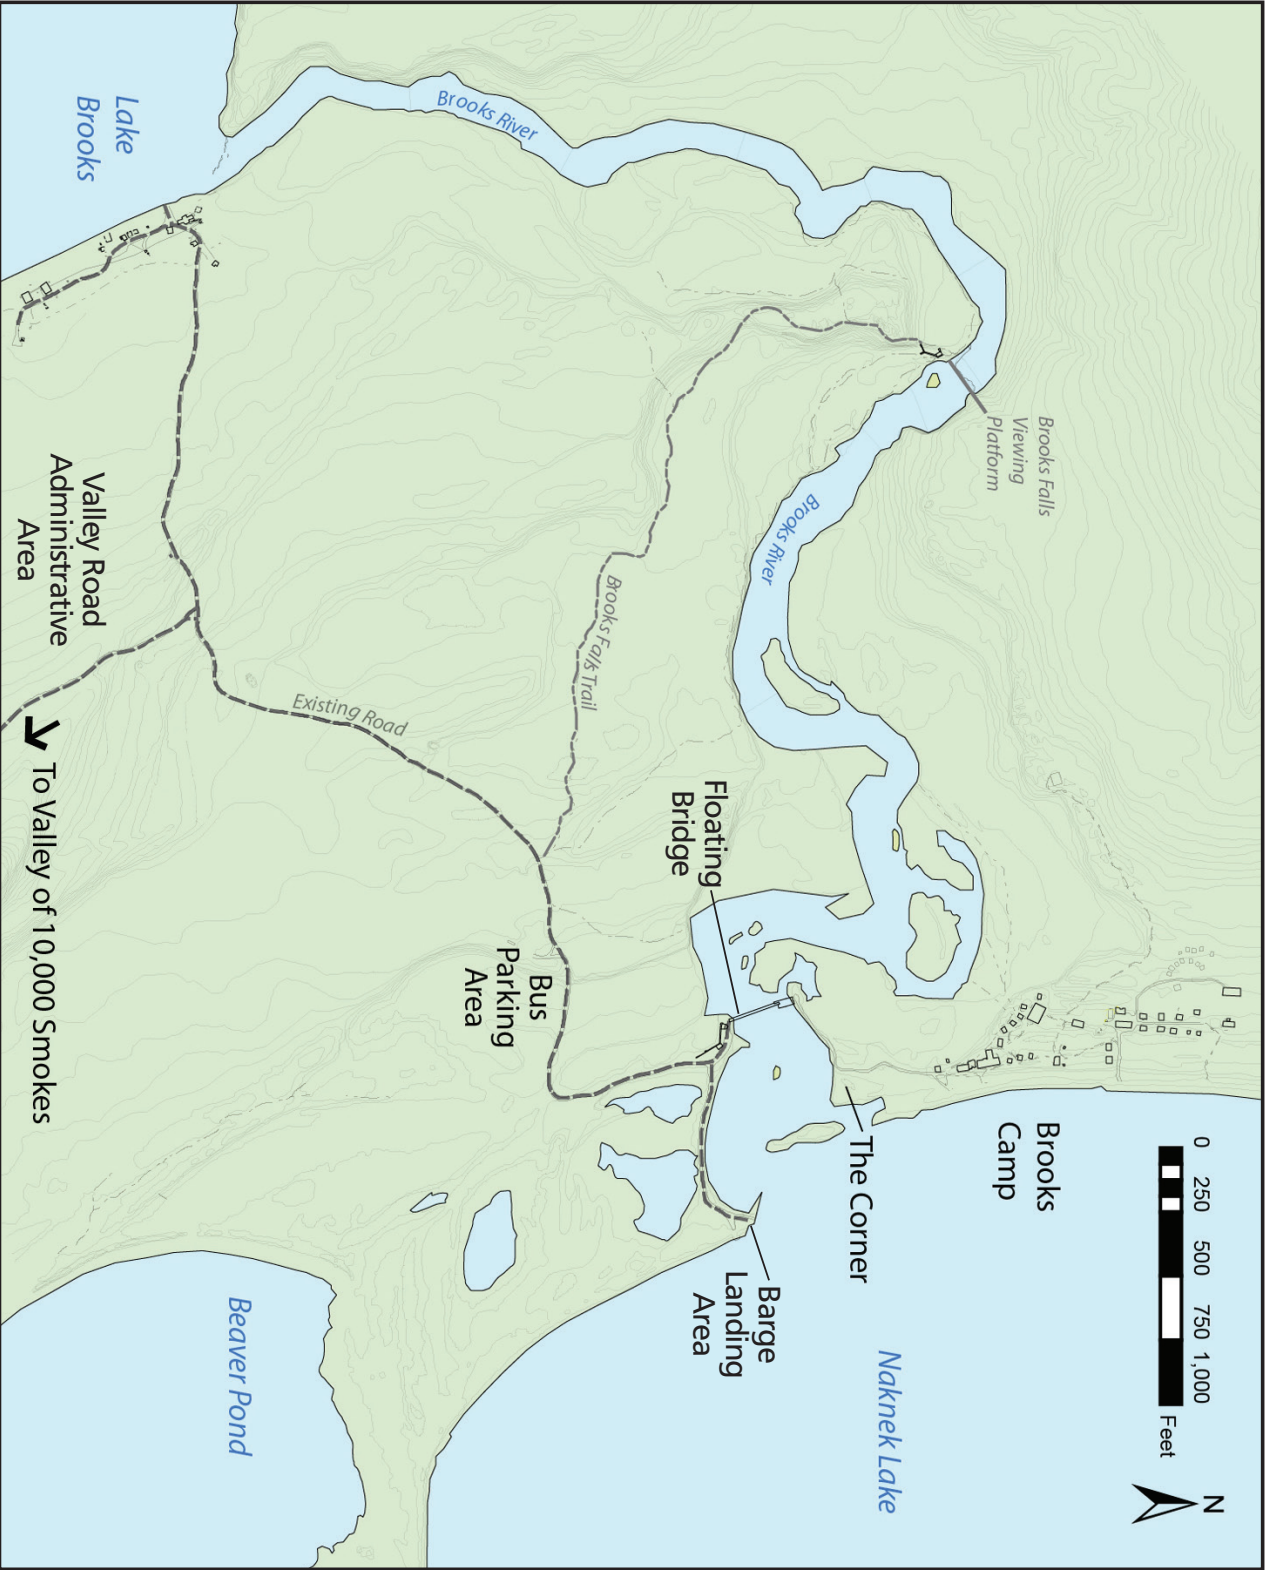 Brooks River
Lake
Brooks
Brooks Falls
Viewing
Platform
Brooks River
Brooks Falls Trail
Existing Road
Valley Road
Administrative
Area
To Valley of 10,000 Smokes
Floating
Bridge
Bus
Parking
Area
Brooks
Camp
The Corner
Barge
Landing
Area
Naknek Lake
Beaver Pond
0 250 500 750 1,000
Feet
N